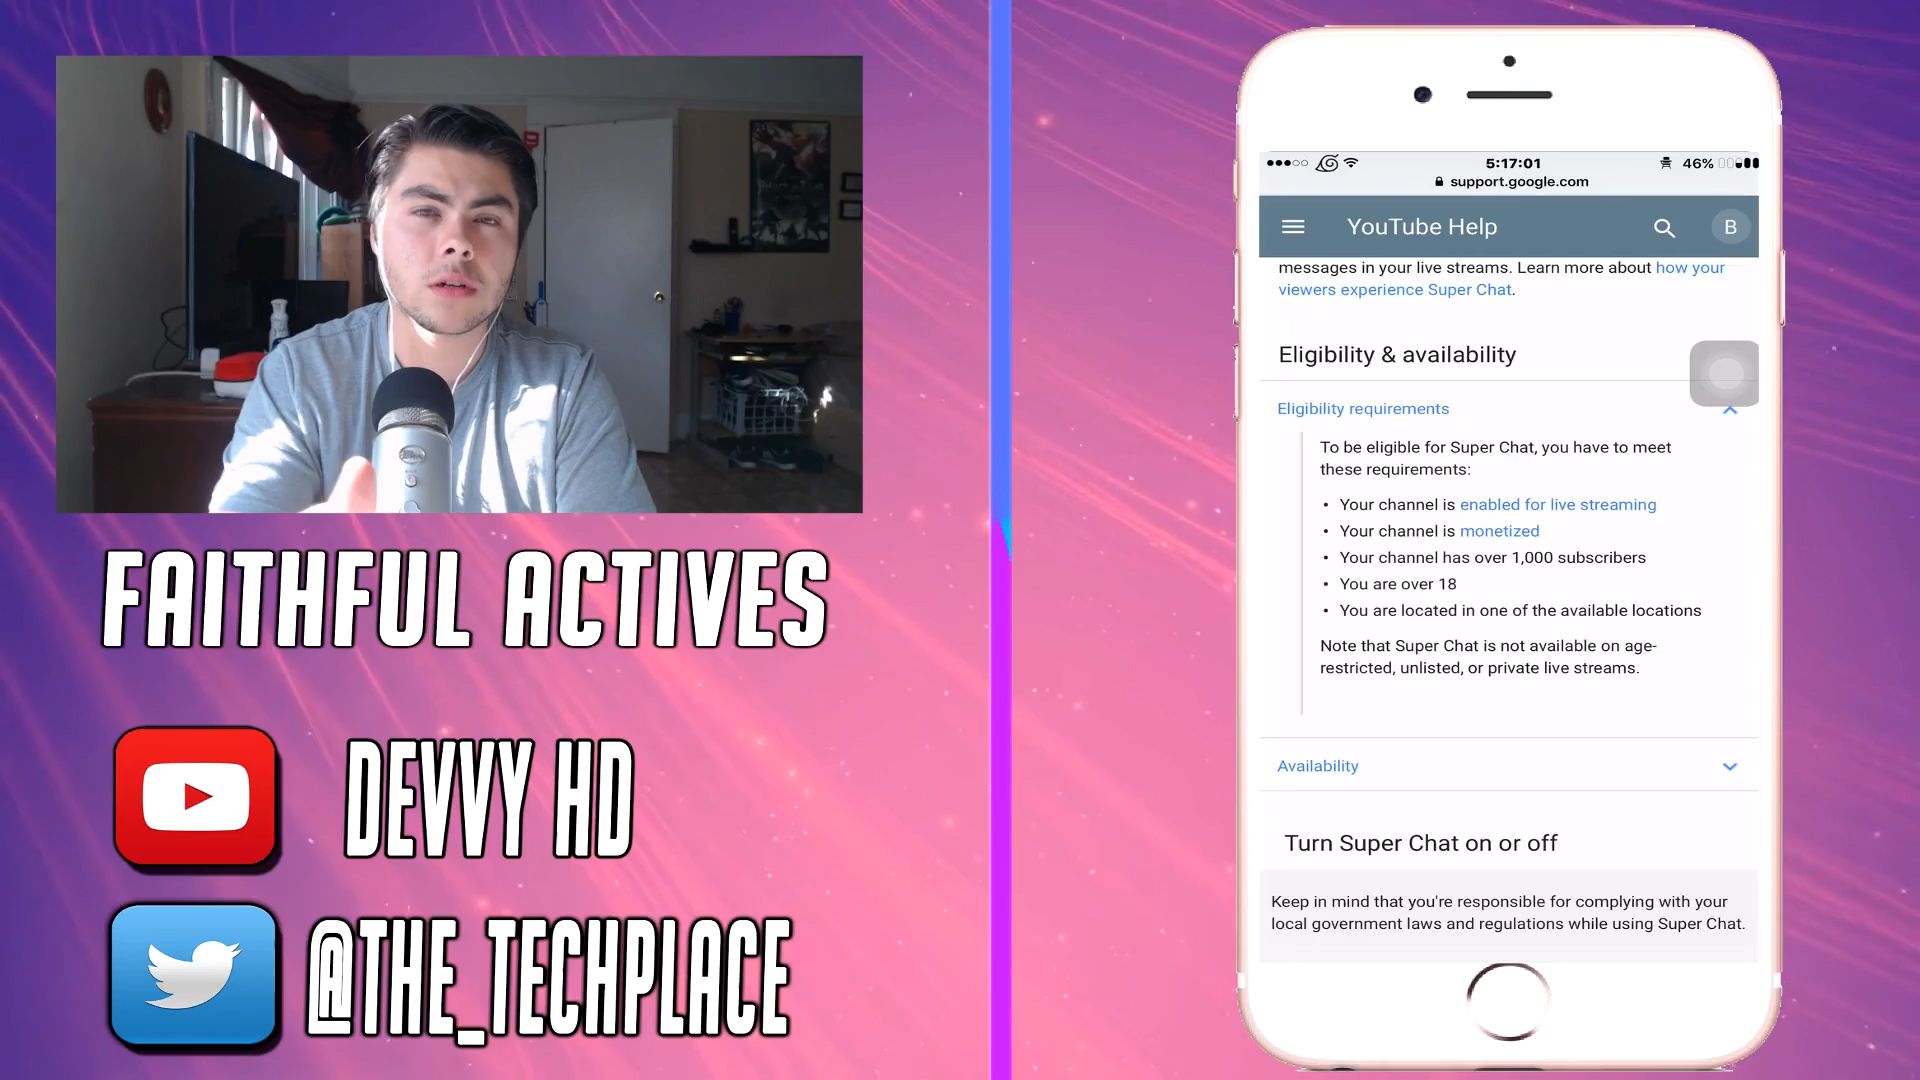 FAITHFUL ACTIVES
DEVVY HD
@THE_TECHPLACE
5:17:01
46%
support.google.com
YouTube Help
B
messages in your live streams. Learn more about how your
viewers experience Super Chat.
Eligibility & availability
Eligibility requirements
To be eligible for Super Chat, you have to meet
these requirements:
• Your channel is enabled for live streaming
• Your channel is monetized
• Your channel has over 1,000 subscribers
• You are over 18
• You are located in one of the available locations
Note that Super Chat is not available on age-
restricted, unlisted, or private live streams.
Availability
Turn Super Chat on or off
Keep in mind that you're responsible for complying with your
local government laws and regulations while using Super Chat.